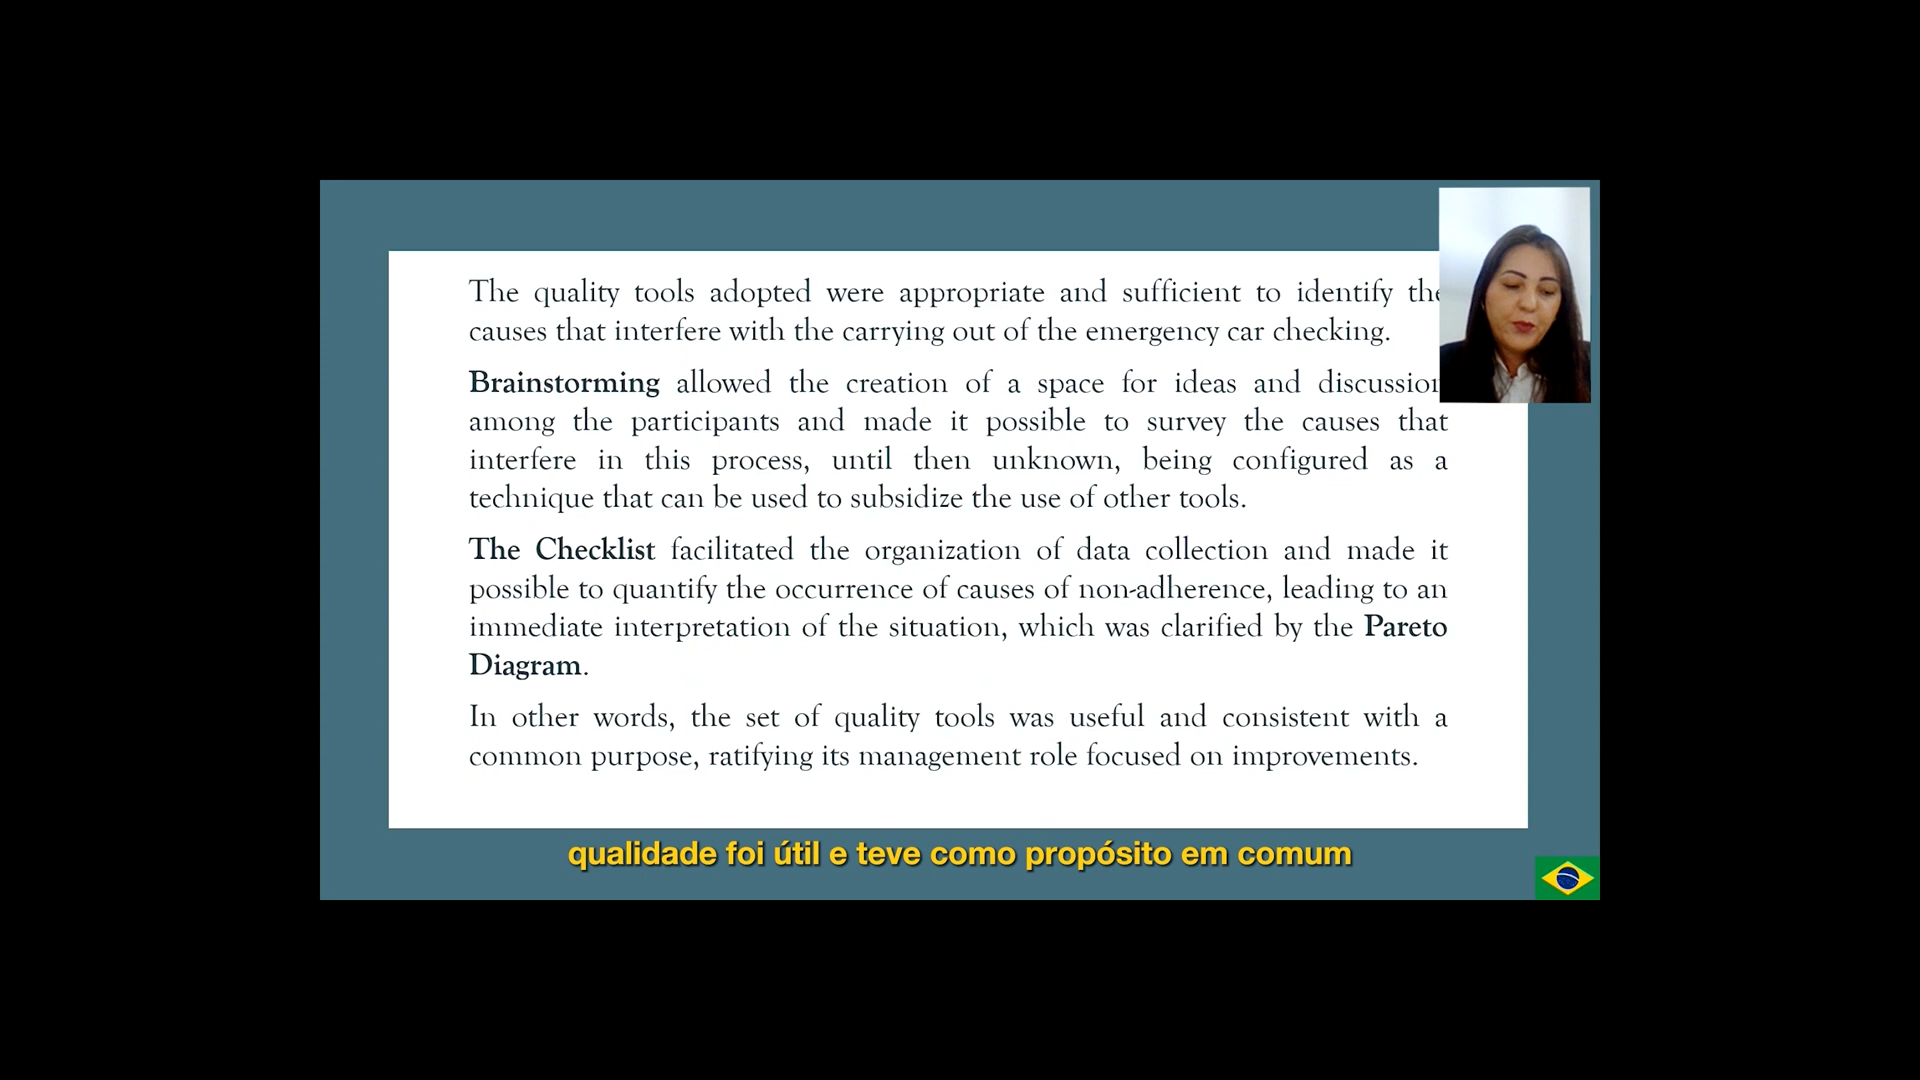 The quality tools adopted were appropriate and sufficient to identify the
causes that interfere with the carrying out of the emergency car checking.
Brainstorming allowed the creation of a space for ideas and discussion
among the participants and made it possible to survey the causes that
interfere in this process, until then unknown, being configured as a
technique that can be used to subsidize the use of other tools.
The Checklist facilitated the organization of data collection and made it
possible to quantify the occurrence of causes of non-adherence, leading to an
immediate interpretation of the situation, which was clarified by the Pareto
Diagram.
In other words, the set of quality tools was useful and consistent with a
common purpose, ratifying its management role focused on improvements.
qualidade foi útil e teve como propósito em comum